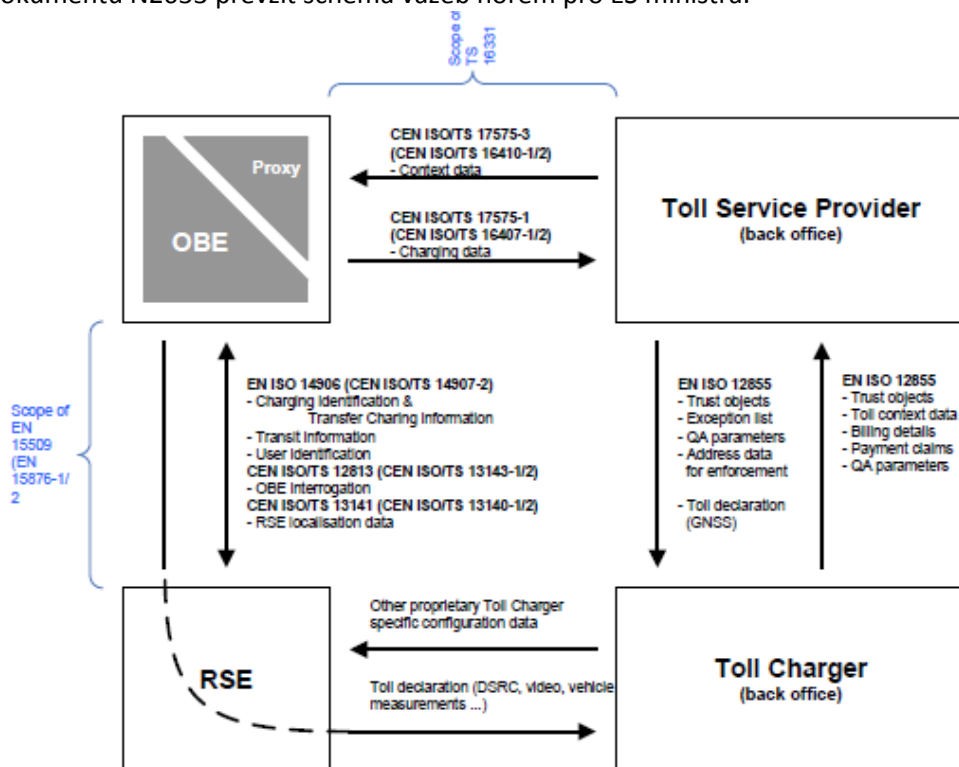 okumentu N2653 převzít schéma vazeb norem pro ES ministrů.
Scope of
TS
16331
CEN ISO/TS 17575-3
(CEN ISO/TS 16410-1/2)
- Context data
Proxy
OBE
CEN ISO/TS 17575-1
(CEN ISO/TS 16407-1/2)
- Charging data
Toll Service Provider
(back office)
Scope of
EN
15509
(EN
15876-1/
2
EN ISO 14906 (CEN ISO/TS 14907-2)
- Charging Identification &
Transfer Charing Information
- Transit Information
- User Identification
CEN ISO/TS 12813 (CEN ISO/TS 13143-1/2)
- OBE Interrogation
CEN ISO/TS 13141 (CEN ISO/TS 13140-1/2)
- RSE localisation data
EN ISO 12855
- Trust objects
- Exception list
- QA parameters
- Address data
for enforcement
- Toll declaration
(GNSS)
EN ISO 12855
- Trust objects
- Toll context data
- Billing details
- Payment claims
- QA parameters
RSE
Other proprietary Toll Charger
specific configuration data
Toll declaration (DSRC, video, vehicle
measurements ...)
Toll Charger
(back office)